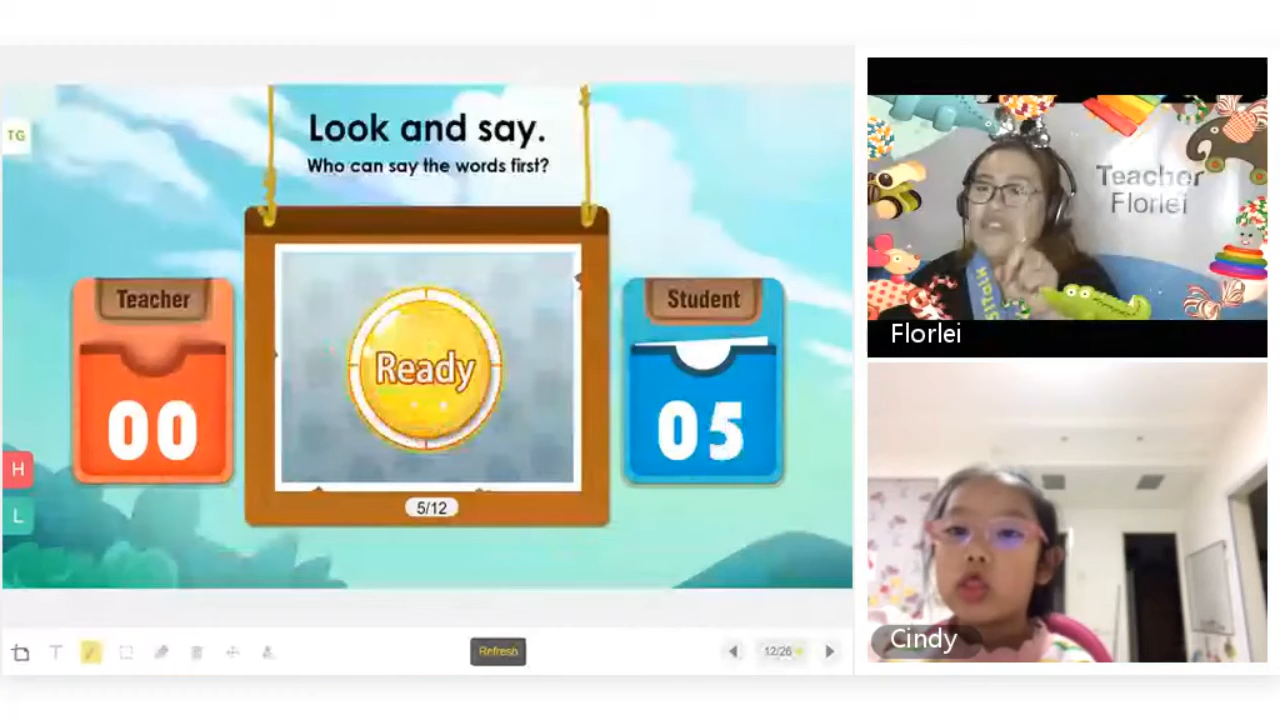 TG
Look and say.
Who can say the words first?
Teacher
00
Ready
5/12
Student
05
H
L
Refresh
12/26
Teacher
Florlei
51Talk
Florlei
Cindy